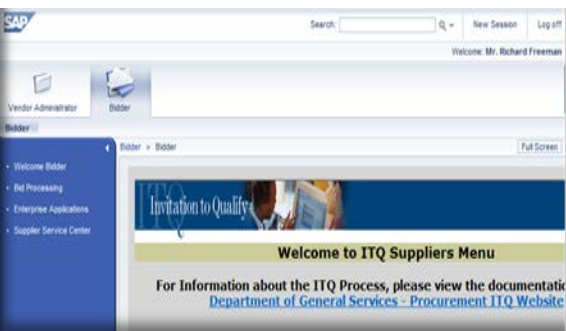 SAP
Search:
New Session
Log off
Welcome: Mr. Richard Freeman
Vendor Administrator
Bidder
Bidder
Bidder > Bidder
Full Screen
• Welcome Bidder
• Bid Processing
• Enterprise Applications
• Supplier Service Center
ITQ
Invitation to Qualify
Welcome to ITQ Suppliers Menu
For Information about the ITQ Process, please view the documentatio
Department of General Services - Procurement ITQ Website